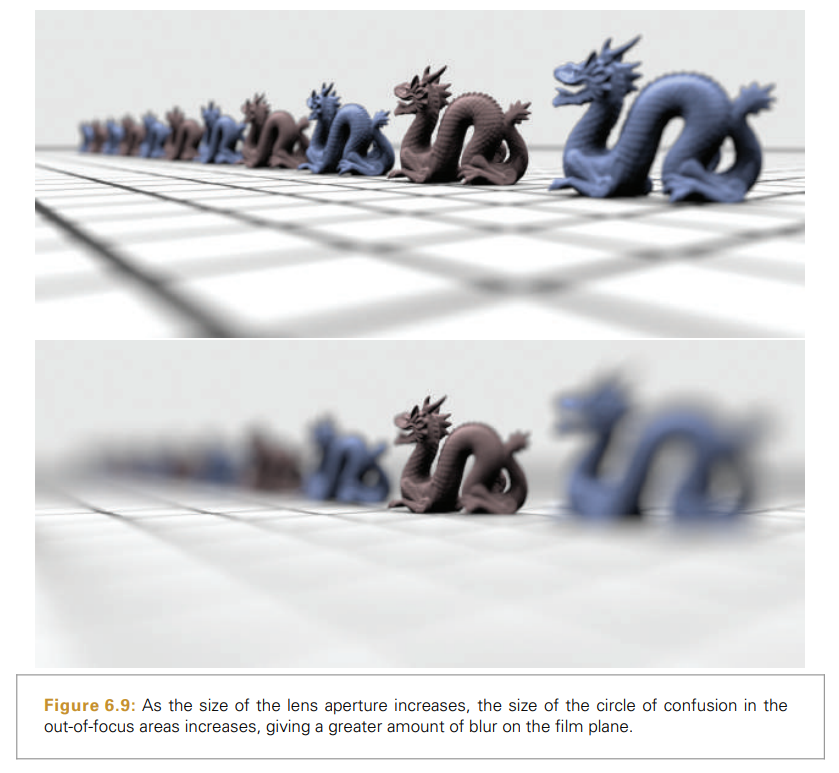 Figure 6.9: As the size of the lens aperture increases, the size of the circle of confusion in the
out-of-focus areas increases, giving a greater amount of blur on the film plane.